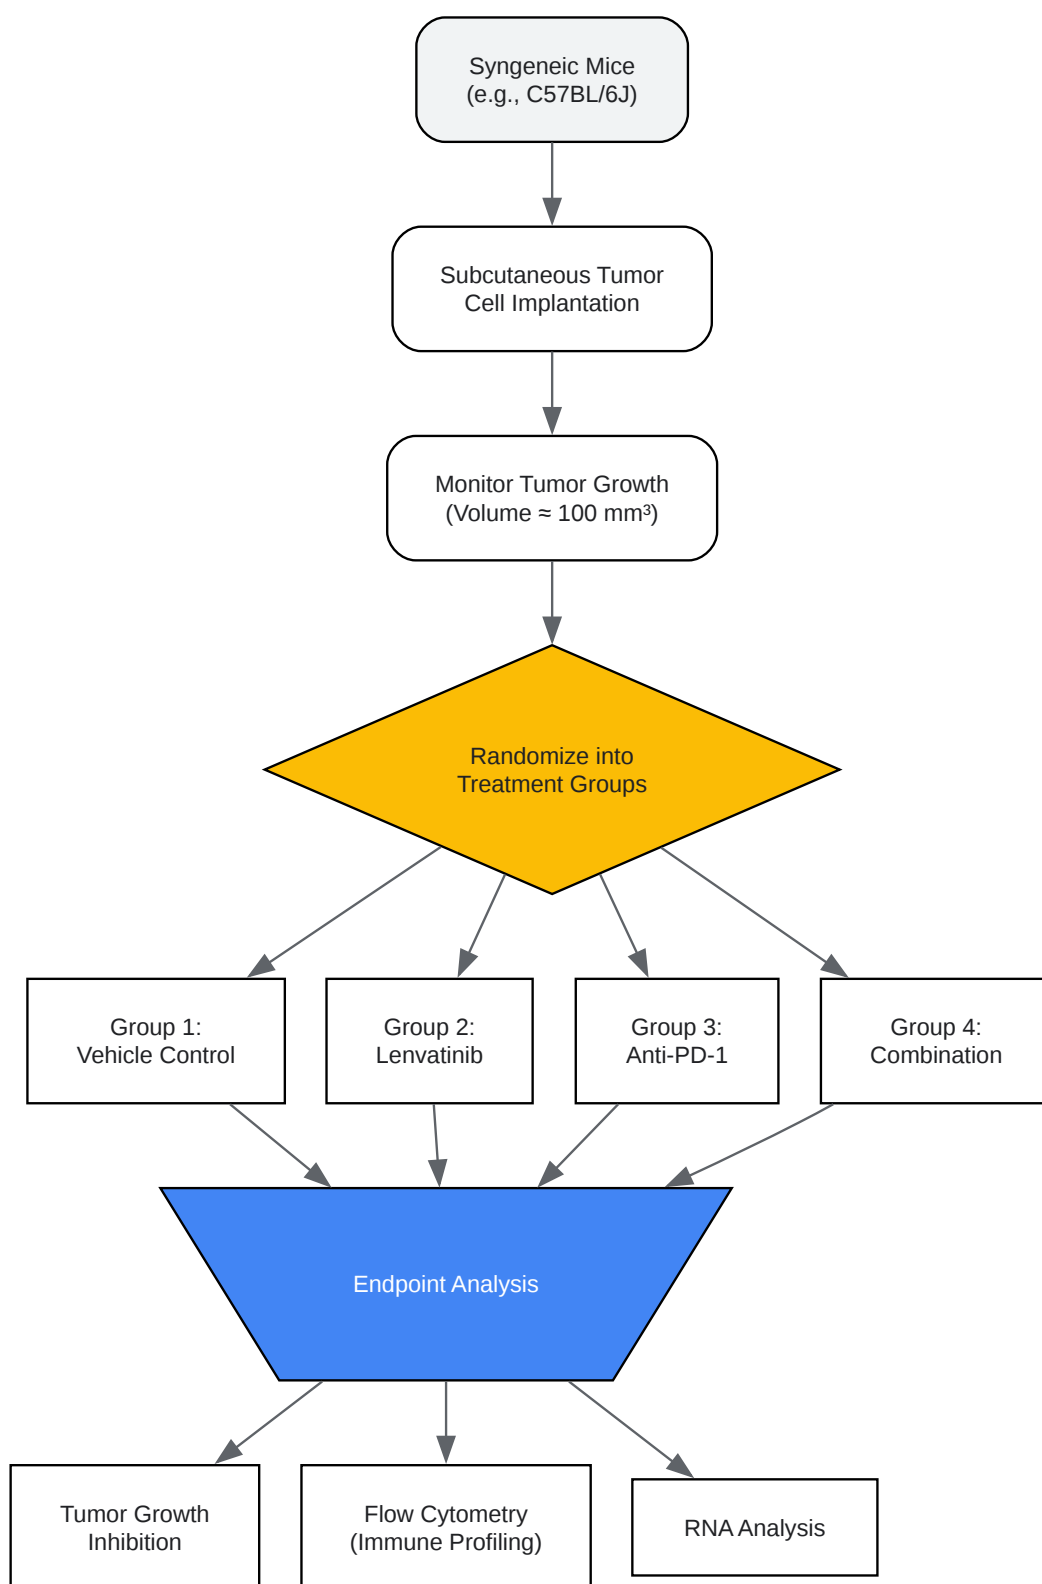 Syngeneic Mice
(e.g., C57BL/6J)
Subcutaneous Tumor
Cell Implantation
Monitor Tumor Growth
(Volume ≈ 100 mm³)
Randomize into
Treatment Groups
Group 1:
Vehicle Control
Group 2:
Lenvatinib
Group 3:
Anti-PD-1
Group 4:
Combination
Endpoint Analysis
Tumor Growth
Inhibition
Flow Cytometry
(Immune Profiling)
RNA Analysis